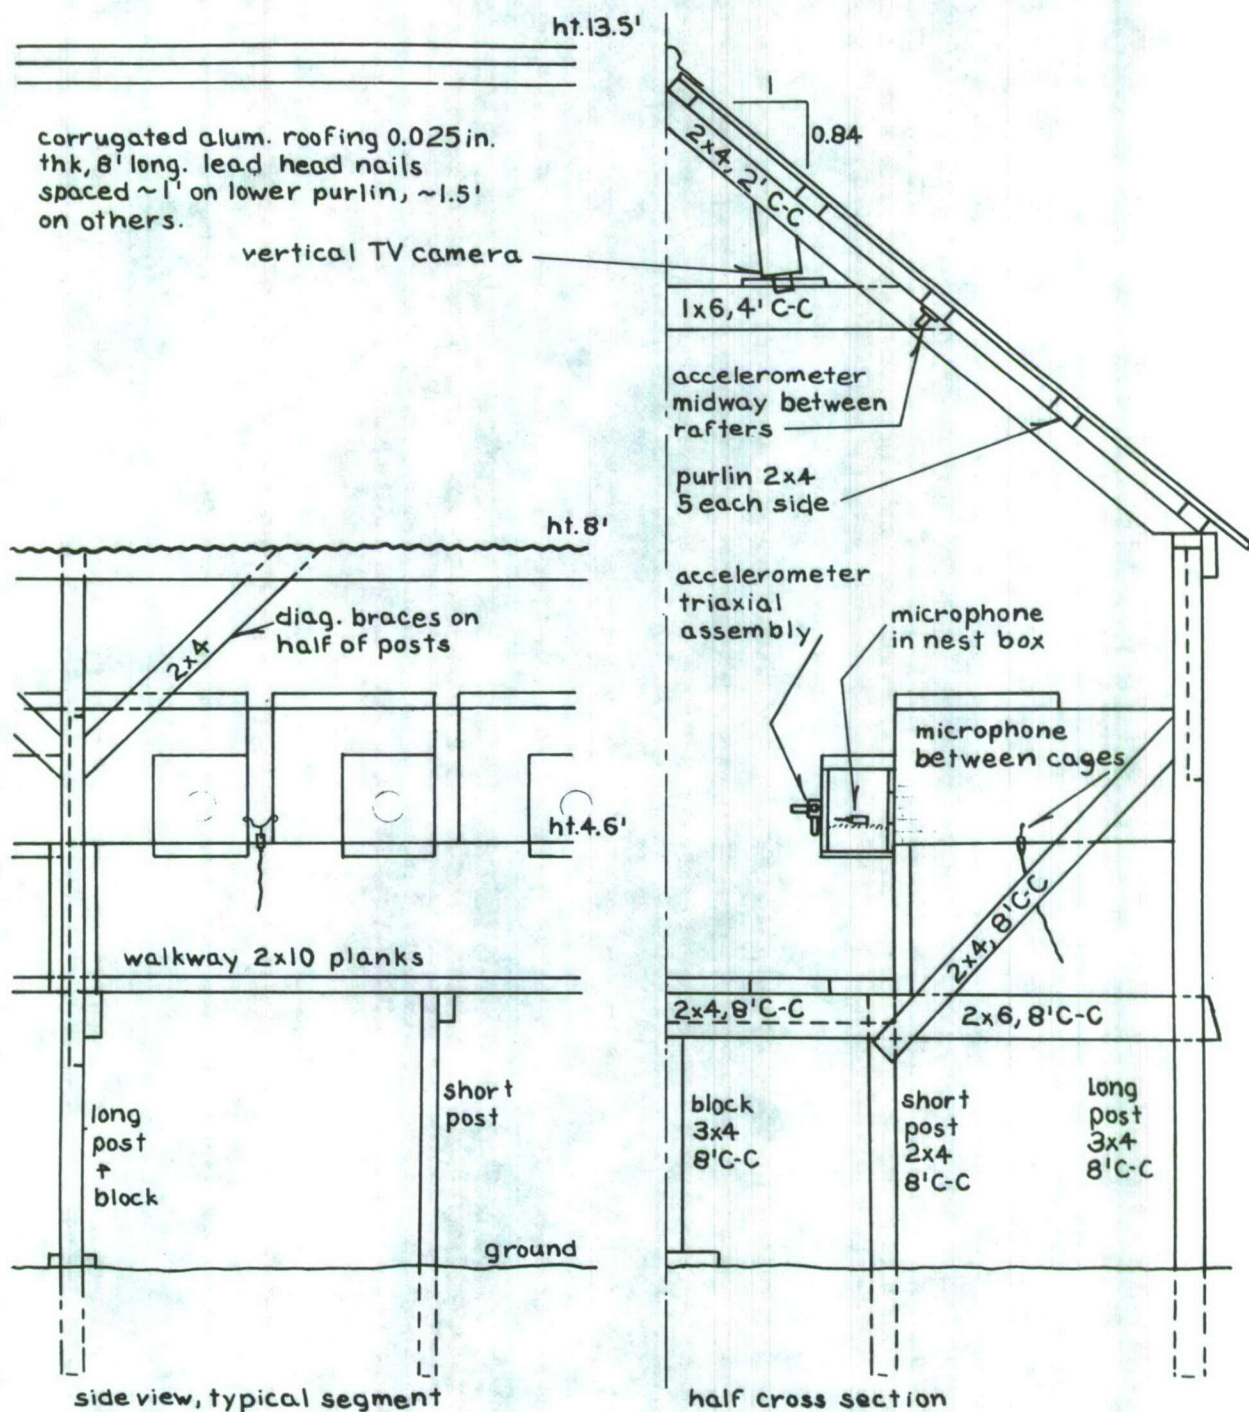 ht.13.5'
corrugated alum. roofing 0.025 in.
thk, 8' long. lead head nails
spaced ~1' on lower purlin, ~1.5'
on others.
vertical TV camera
1
0.84
2x4, 2' C-C
1x6, 4' C-C
accelerometer
midway between
rafters
purlin 2x4
5 each side
ht. 8'
diag. braces on
half of posts
2x4
accelerometer
triaxial
assembly
microphone
in nest box
microphone
between cages
ht.4.6'
walkway 2x10 planks
2x4, 8'C-C
2x4, 8'C-C
2x6, 8'C-C
long
post
+
block
short
post
block
3x4
8'C-C
short
post
2x4
8'C-C
long
post
3x4
8'C-C
ground
side view, typical segment
half cross section